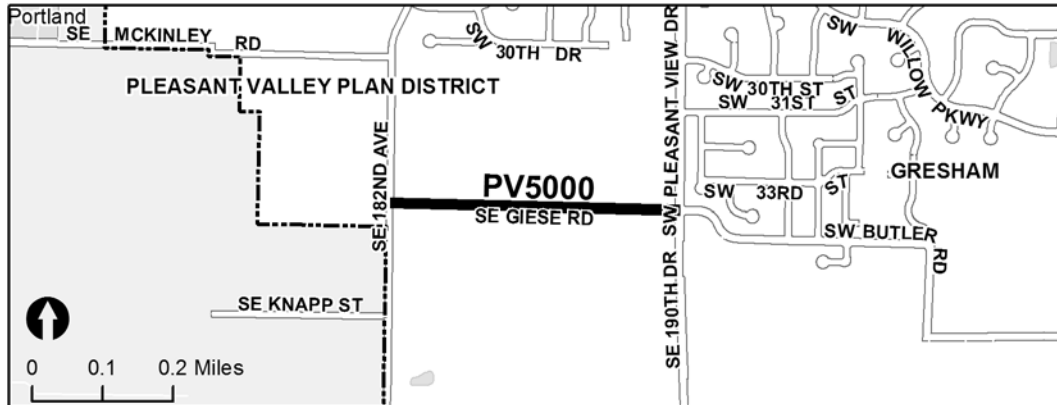 Portland
SE MCKINLEY RD
SW 30TH DR
SW WILLOW PKWY
PLEASANT VALLEY PLAN DISTRICT
SW 30TH ST
SW 31ST ST
SE 182ND AVE
SW PLEASANT VIEW DR
GRESHAM
PV5000
SW 33RD ST
SE GIESE RD
SW BUTLER RD
SE KNAPP ST
SE 190TH DR
0 0.1 0.2 Miles